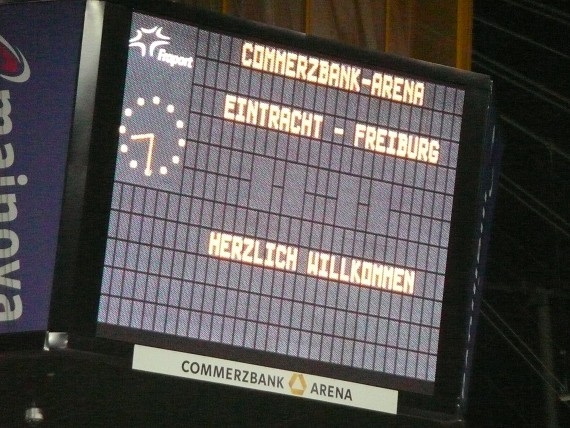 Fraport
COMMERZBANK-ARENA
EINTRACHT - FREIBURG
HERZLICH WILLKOMMEN
mainova
COMMERZBANK ARENA